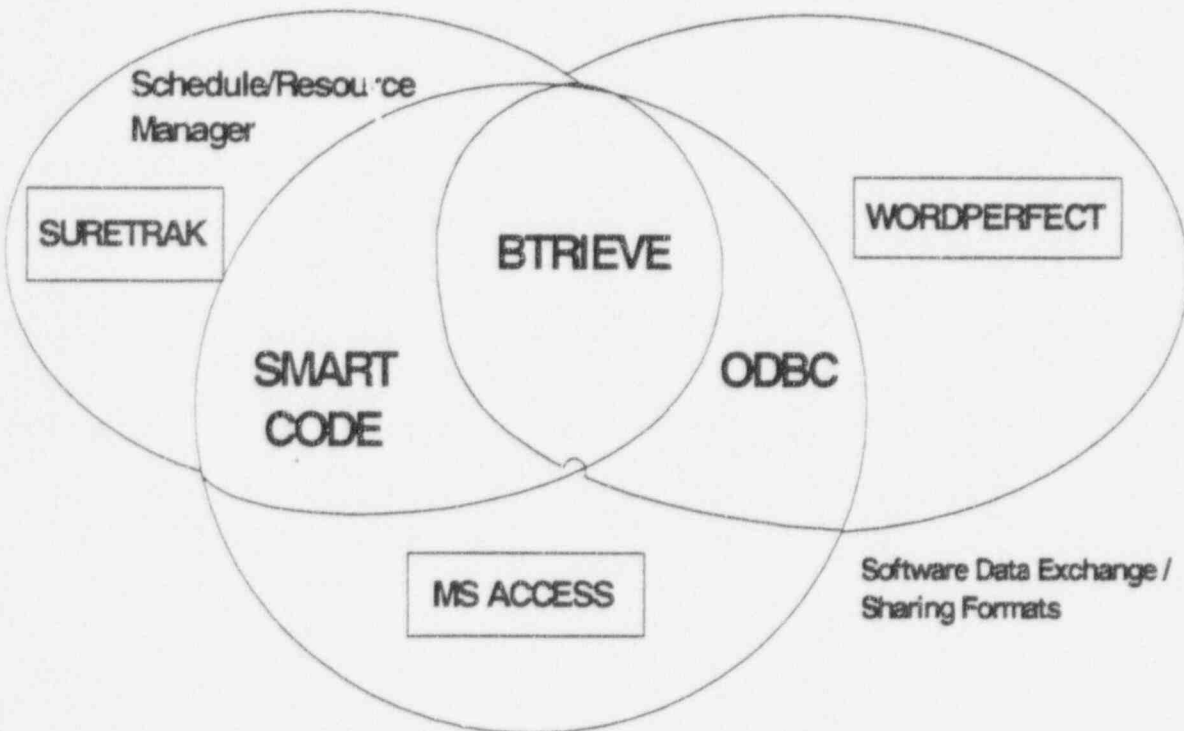 Schedule/Resource
Manager
SURETRAK
WORDPERFECT
BTRIEVE
SMART
CODE
ODBC
MS ACCESS
Software Data Exchange /
Sharing Formats